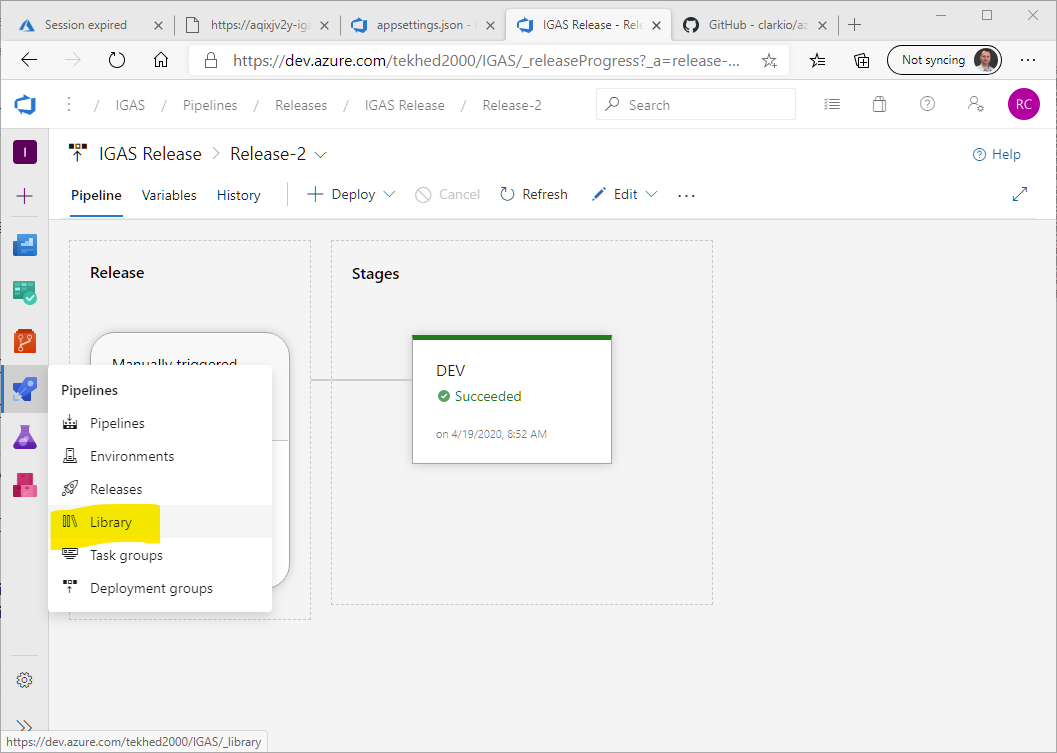 Session expired
https://aqixjv2y-iga
appsettings.json -
IGAS Release - Rele
GitHub - clarkio/az
https://dev.azure.com/tekhed2000/IGAS/_releaseProgress?_a=release-...
Not syncing
/ IGAS / Pipelines / Releases / IGAS Release / Release-2
Search
RC
I
IGAS Release > Release-2
Help
Pipeline Variables History
Deploy Cancel Refresh Edit ...
Release
Stages
Manually triggered
DEV
Succeeded
on 4/19/2020, 8:52 AM
Pipelines
Pipelines
Environments
Releases
Library
Task groups
Deployment groups
https://dev.azure.com/tekhed2000/IGAS/_library